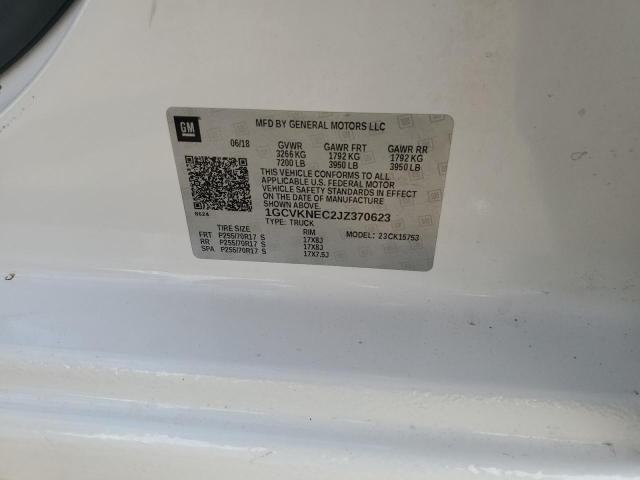 GM
MFD BY GENERAL MOTORS LLC
06/18 GVWR GAWR FRT GAWR RR
3266 KG 1792 KG 1792 KG
7200 LB 3950 LB 3950 LB
THIS VEHICLE CONFORMS TO ALL
APPLICABLE U.S. FEDERAL MOTOR
VEHICLE SAFETY STANDARDS IN EFFECT
ON THE DATE OF MANUFACTURE
SHOWN ABOVE.
1GCVKNEC2JZ370623
TYPE: TRUCK
8624
TIRE SIZE RIM MODEL: 23CK15753
FRT P255/70R17 S 17X8J
RR P255/70R17 S 17X8J
SPA P255/70R17 S 17X7.5J